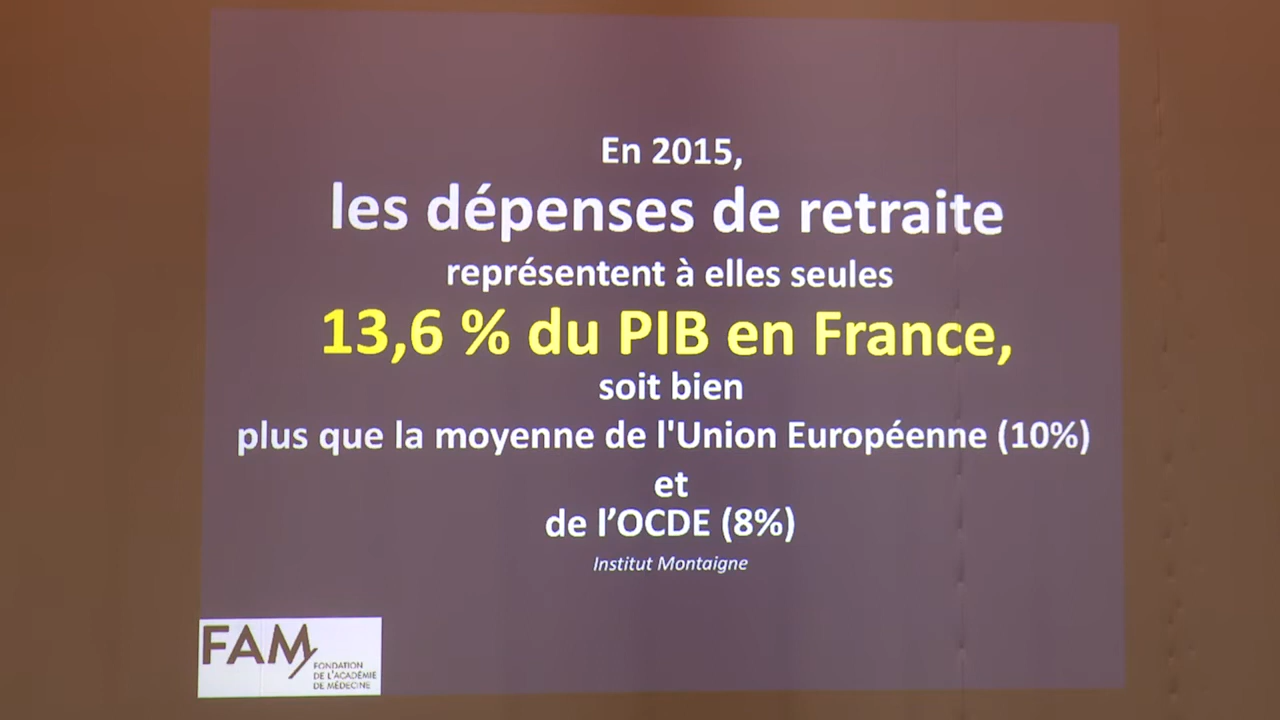 En 2015,
les dépenses de retraite
représentent à elles seules
13,6 % du PIB en France,
soit bien
plus que la moyenne de l'Union Européenne (10%)
et
de l’OCDE (8%)
Institut Montaigne
FAM
FONDATION
DE L'ACADÉMIE
DE MÉDECINE